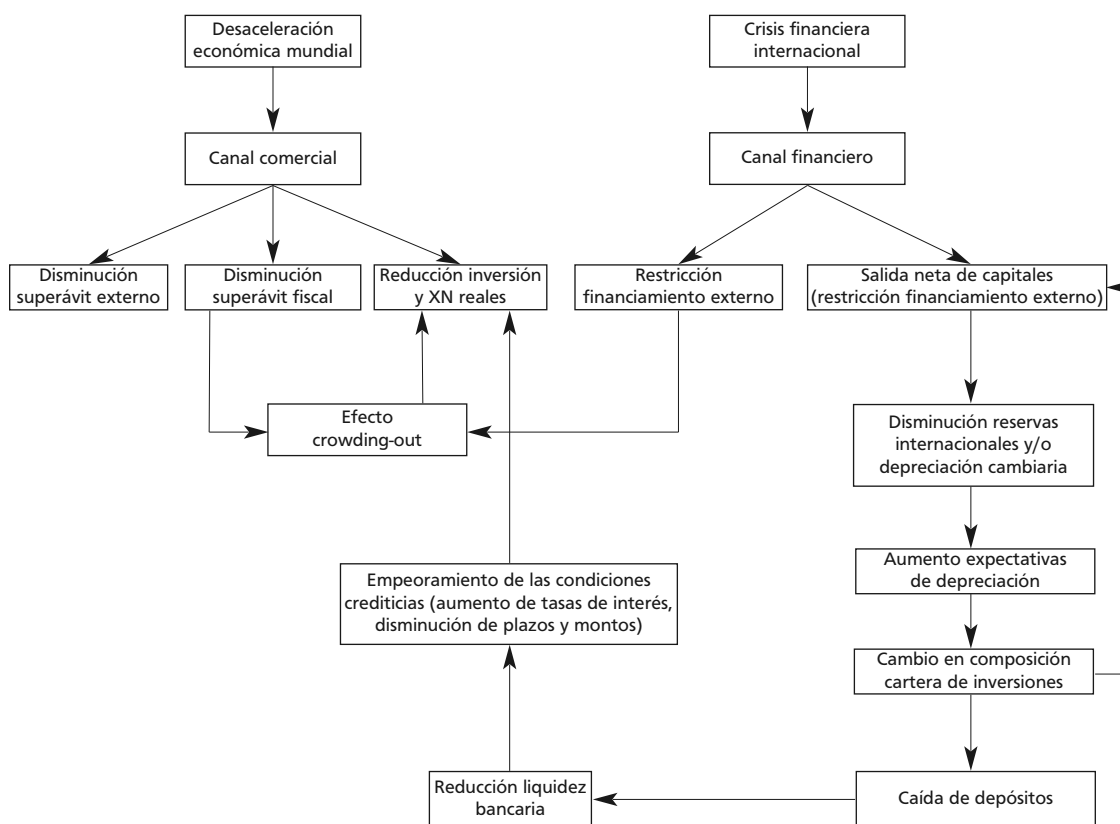 Desaceleración
económica mundial
Crisis financiera
internacional
Canal comercial
Canal financiero
Disminución
superávit externo
Disminución
superávit fiscal
Reducción inversión
y XN reales
Restricción
financiamiento externo
Salida neta de capitales
(restricción financiamiento externo)
Efecto
crowding-out
Disminución reservas
internacionales y/o
depreciación cambiaria
Aumento expectativas
de depreciación
Empeoramiento de las condiciones
crediticias (aumento de tasas de interés,
disminución de plazos y montos)
Cambio en composición
cartera de inversiones
Reducción liquidez
bancaria
Caída de depósitos